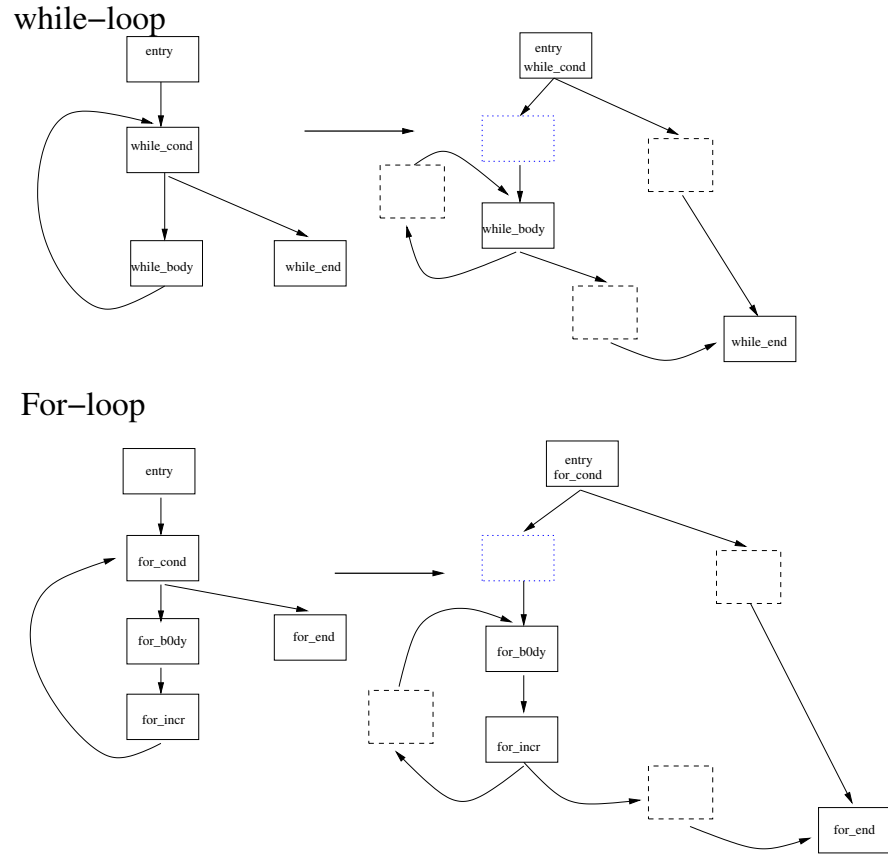 while–loop
entry
while_cond
while_body
while_end
entry
while_cond
while_body
while_end
For–loop
entry
for_cond
for_b0dy
for_end
for_incr
entry
for_cond
for_b0dy
for_incr
for_end